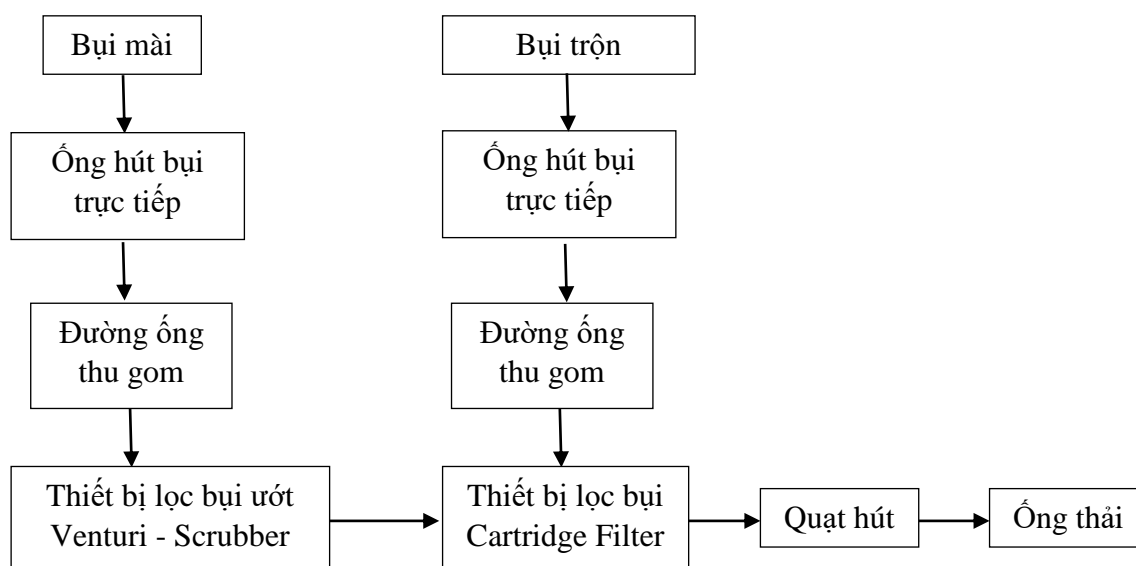 Bụi mài
Bụi trộn
Ống hút bụi
trực tiếp
Ống hút bụi
trực tiếp
Đường ống
thu gom
Đường ống
thu gom
Thiết bị lọc bụi ướt
Venturi - Scrubber
Thiết bị lọc bụi
Cartridge Filter
Quạt hút
Ống thải